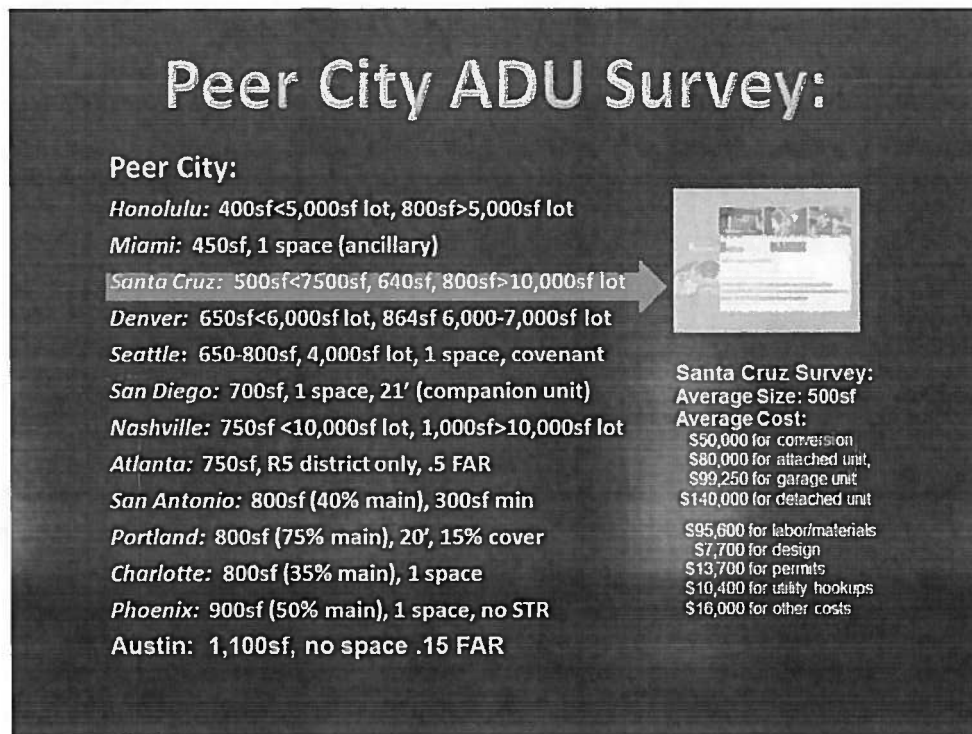 Peer City ADU Survey:
Peer City:
Honolulu: 400sf<5,000sf lot, 800sf>5,000sf lot
Miami: 450sf, 1 space (ancillary)
Santa Cruz: 500sf<7500sf, 640sf, 800sf>10,000sf lot
Denver: 650sf<6,000sf lot, 864sf 6,000-7,000sf lot
Seattle: 650-800sf, 4,000sf lot, 1 space, covenant
San Diego: 700sf, 1 space, 21' (companion unit)
Nashville: 750sf <10,000sf lot, 1,000sf>10,000sf lot
Atlanta: 750sf, R5 district only, .5 FAR
San Antonio: 800sf (40% main), 300sf min
Portland: 800sf (75% main), 20', 15% cover
Charlotte: 800sf (35% main), 1 space
Phoenix: 900sf (50% main), 1 space, no STR
Austin: 1,100sf, no space .15 FAR
Santa Cruz Survey:
Average Size: 500sf
Average Cost:
$50,000 for conversion
$80,000 for attached unit,
$99,250 for garage unit
$140,000 for detached unit
$95,600 for labor/materials
$7,700 for design
$13,700 for permits
$10,400 for utility hookups
$16,000 for other costs